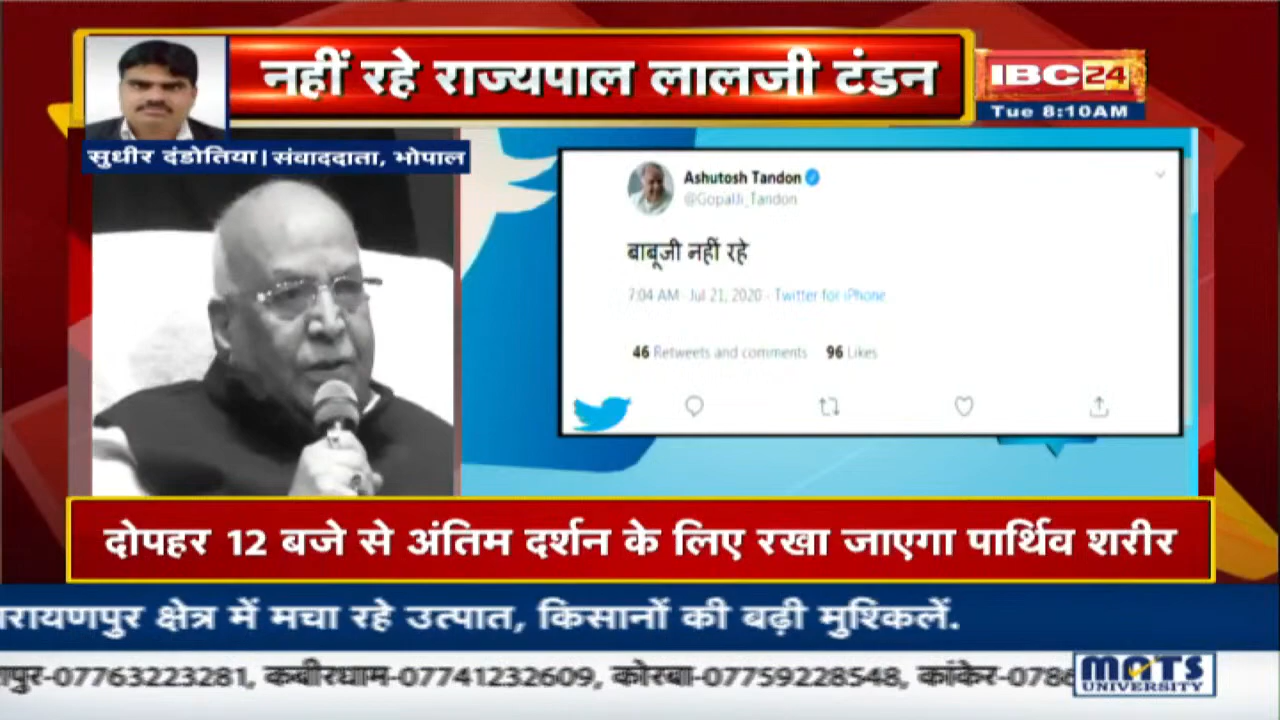 नहीं रहे राज्यपाल लालजी टंडन
IBC24
Tue 8:10AM
सुधीर दंडोतिया। संवाददाता, भोपाल
Ashutosh Tandon
@GopalJi_Tandon
बाबूजी नहीं रहे
7:04 AM · Jul 21, 2020 · Twitter for iPhone
46 Retweets and comments 96 Likes
दोपहर 12 बजे से अंतिम दर्शन के लिए रखा जाएगा पार्थिव शरीर
रायणपुर क्षेत्र में मचा रहे उत्पात, किसानों की बढ़ी मुश्किलें.
पुर-07763223281, कबीरधाम-07741232609, कोरबा-07759228548, कांकेर-0786
MATS
UNIVERSITY